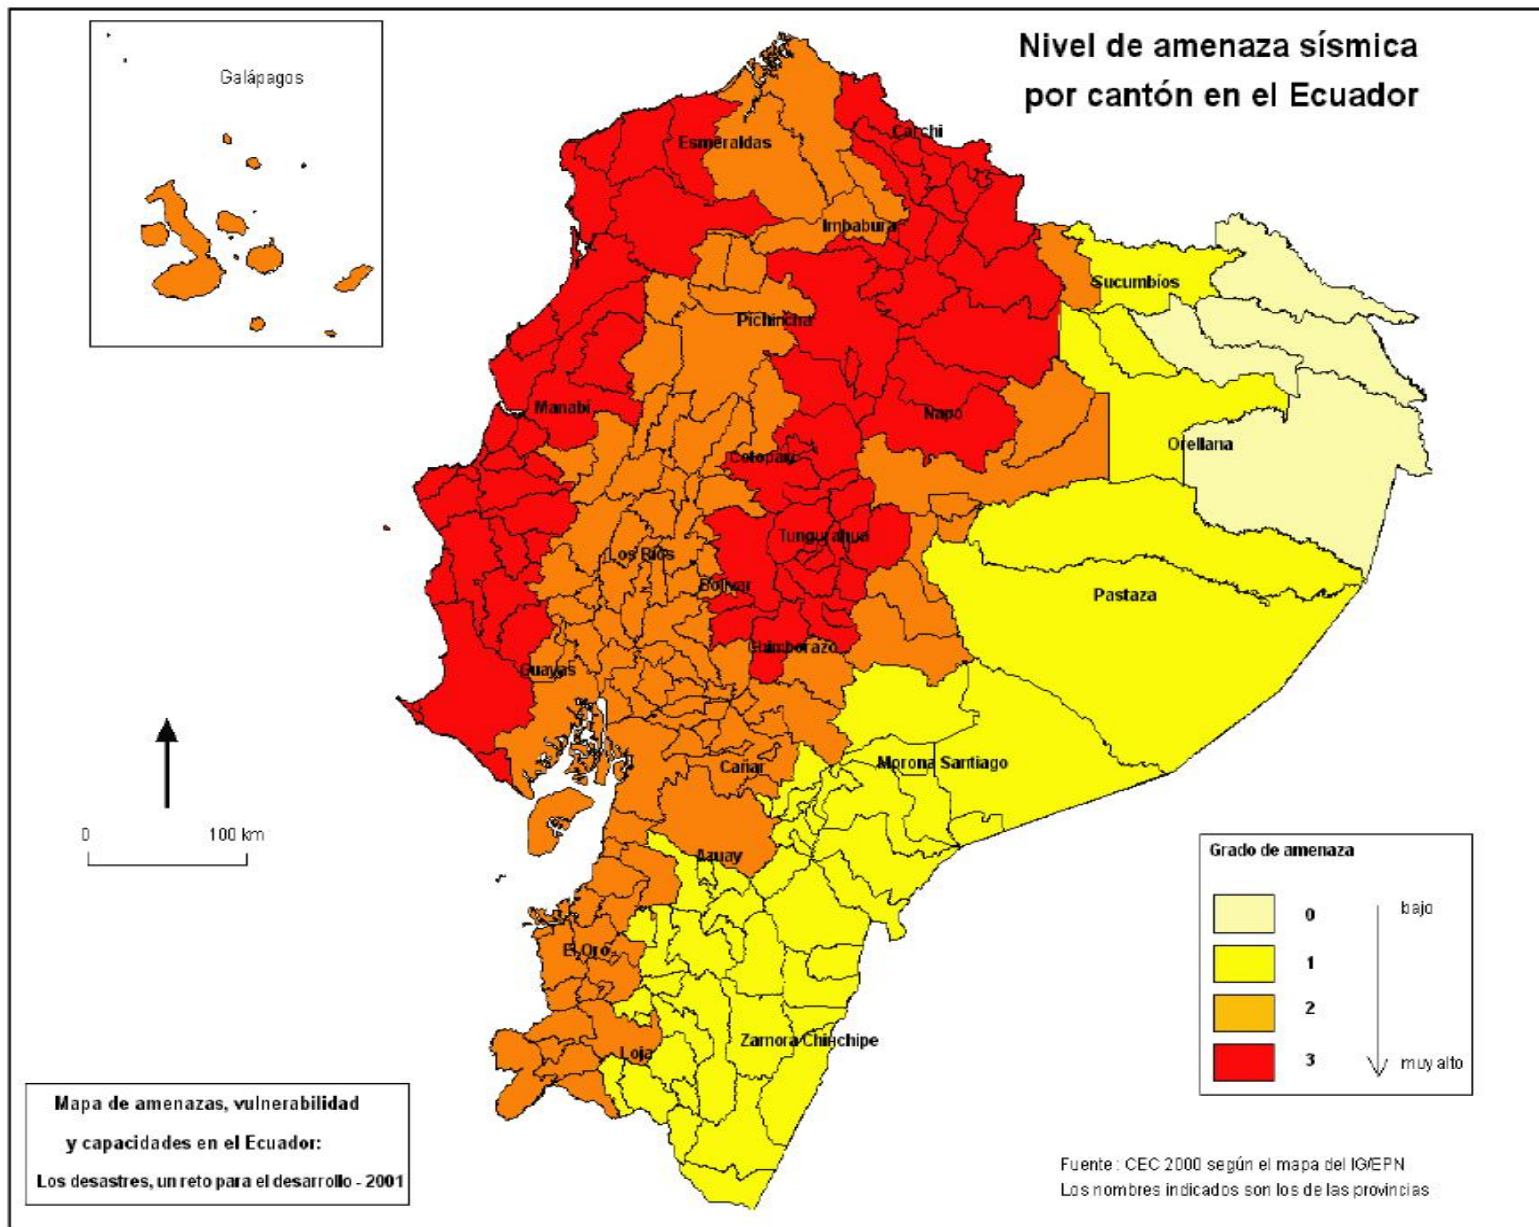 Nivel de amenaza sísmica
por cantón en el Ecuador
Galápagos
Carchi
Esmeraldas
Imbabura
Sucumbíos
Pichincha
Manabí
Napo
Orellana
Cotopaxi
Tungurahua
Los Ríos
Bolívar
Pastaza
Chimborazo
Guayas
Cañar
Morona Santiago
0 100 km
Azuay
El Oro
Zamora Chinchipe
Loja
Grado de amenaza
0 bajo
1
2
3 muy alto
Mapa de amenazas, vulnerabilidad
y capacidades en el Ecuador:
Los desastres, un reto para el desarrollo - 2001
Fuente: CEC 2000 según el mapa del IG/EPN
Los nombres indicados son los de las provincias